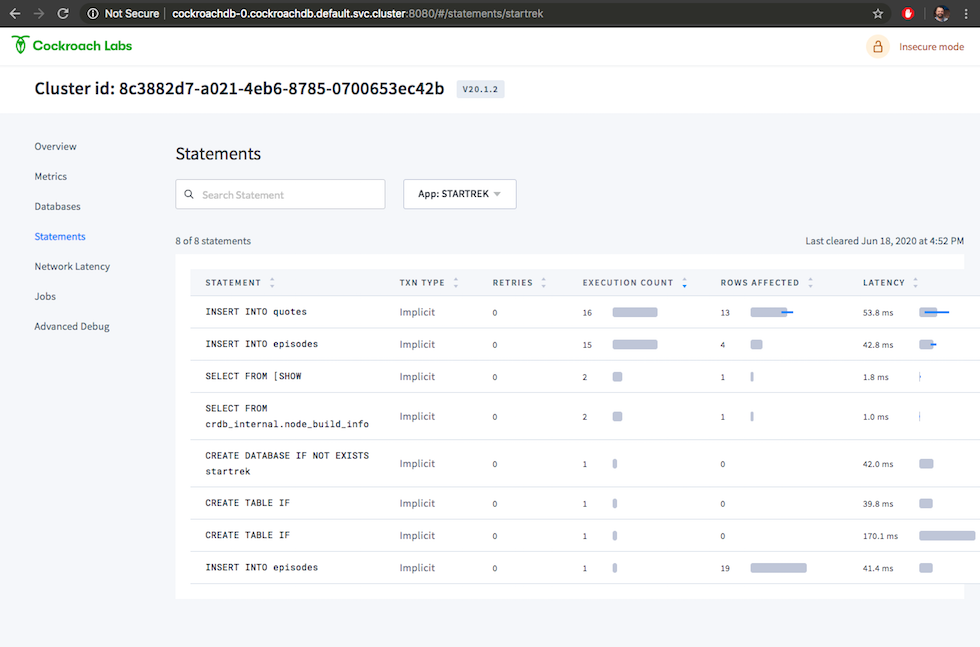 Not Secure cockroachdb-0.cockroachdb.default.svc.cluster:8080/#/statements/startrek
Cockroach Labs
Insecure mode
Cluster id: 8c3882d7-a021-4eb6-8785-0700653ec42b V20.1.2
Overview
Metrics
Databases
Statements
Network Latency
Jobs
Advanced Debug
Statements
Search Statement
App: STARTREK
8 of 8 statements
Last cleared Jun 18, 2020 at 4:52 PM
STATEMENT TXN TYPE RETRIES EXECUTION COUNT ROWS AFFECTED LATENCY
INSERT INTO quotes Implicit 0 16 13 53.8 ms
INSERT INTO episodes Implicit 0 15 4 42.8 ms
SELECT FROM [SHOW Implicit 0 2 1 1.8 ms
SELECT FROM
crdb_internal.node_build_info Implicit 0 2 1 1.0 ms
CREATE DATABASE IF NOT EXISTS
startrek Implicit 0 1 0 42.0 ms
CREATE TABLE IF Implicit 0 1 0 39.8 ms
CREATE TABLE IF Implicit 0 1 0 170.1 ms
INSERT INTO episodes Implicit 0 1 19 41.4 ms